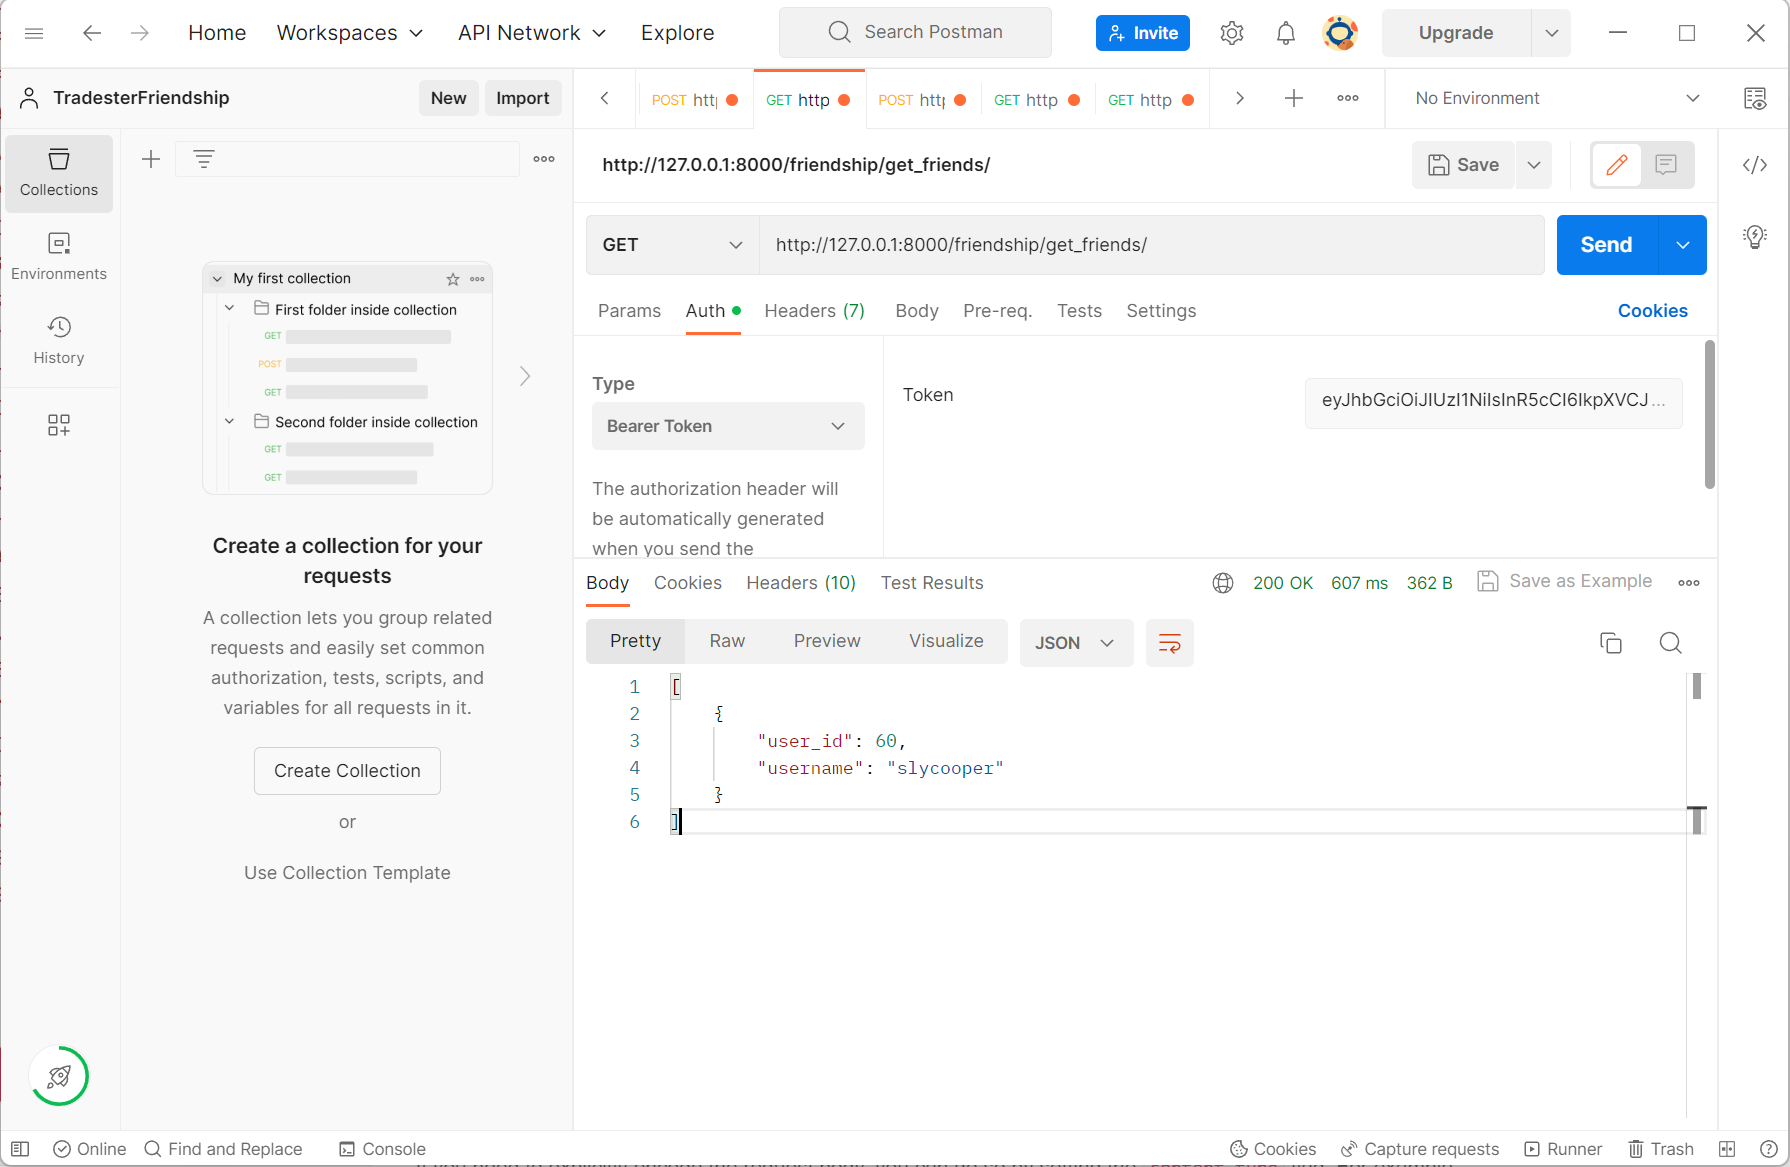 Home
Workspaces
API Network
Explore
Search Postman
Invite
Upgrade
TradesterFriendship
New
Import
POST
GET http
POST
GET http
GET http
No Environment
Collections
Environments
History
http://127.0.0.1:8000/friendship/get_friends/
Save
GET
http://127.0.0.1:8000/friendship/get_friends/
Send
Params
Auth
Headers (7)
Body
Pre-req.
Tests
Settings
Cookies
My first collection
First folder inside collection
GET
POST
GET
Second folder inside collection
GET
GET
Create a collection for your
requests
A collection lets you group related
requests and easily set common
authorization, tests, scripts, and
variables for all requests in it.
Create Collection
or
Use Collection Template
Type
Bearer Token
The authorization header will
be automatically generated
when you send the
Token
eyJhbGciOiJIUzI1NiIsInR5cCI6IkpXVCJ...
Body
Cookies
Headers (10)
Test Results
200 OK
607 ms
362 B
Save as Example
Pretty
Raw
Preview
Visualize
JSON
1 [
2 {
3 "user_id": 60,
4 "username": "slycooper"
5 }
6 ]
Online
Find and Replace
Console
Cookies
Capture requests
Runner
Trash